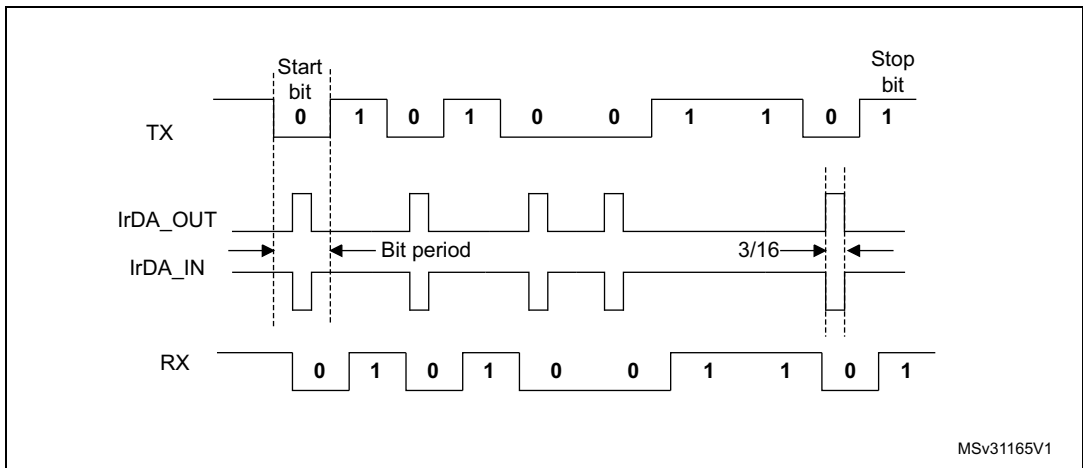 Start bit
Stop bit
TX
0 1 0 1 0 0 1 1 0 1
IrDA_OUT
Bit period
3/16
IrDA_IN
RX
0 1 0 1 0 0 1 1 0 1
MSv31165V1